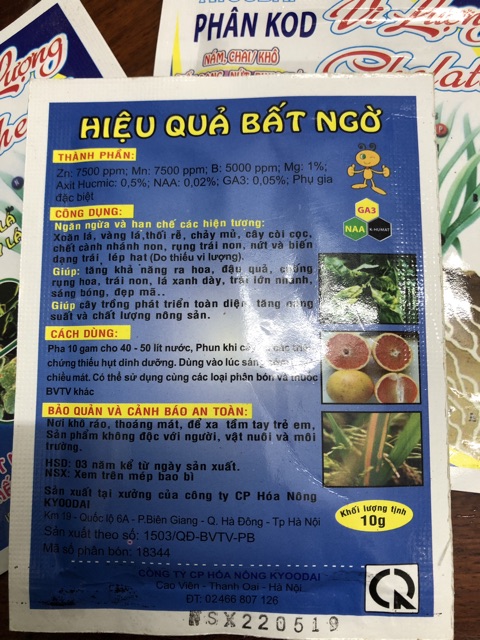 PHÂN KOD
Vi Lượng
NÁM, CHAI, KHÔ
Chelat
Lượng
Che
HIỆU QUẢ BẤT NGỜ
THÀNH PHẦN:
Zn: 7500 ppm; Mn: 7500 ppm; B: 5000 ppm; Mg: 1%;
Axit Hucmic: 0,5%; NAA: 0,02%; GA3: 0,05%; Phụ gia
đặc biệt
GA3
NAA
K-HUMAT
CÔNG DỤNG:
Ngăn ngừa và hạn chế các hiện tượng:
Xoăn lá, vàng lá, thối rễ, chảy mủ, cây còi cọc,
chết cành nhánh non, rụng trái non, nứt và biến
dạng trái, lép hạt (Do thiếu vi lượng).
Giúp: tăng khả năng ra hoa, đậu quả, chống
rụng hoa, trái non, lá xanh dày, trái lớn nhanh,
sáng bóng, đẹp mã..
Giúp cây trồng phát triển toàn diện, tăng năng
suất và chất lượng nông sản.
CÁCH DÙNG:
Pha 10 gam cho 40 - 50 lít nước, Phun khi cây có các triệu
chứng thiếu hụt dinh dưỡng. Dùng vào lúc sáng
chiều mát. Có thể sử dụng cùng các loại phân bón và thuốc
BVTV khác
BẢO QUẢN VÀ CẢNH BÁO AN TOÀN:
Nơi khô ráo, thoáng mát, để xa tầm tay trẻ em,
Sản phẩm không độc với người, vật nuôi và môi
trường.
HSD: 03 năm kể từ ngày sản xuất.
NSX: Xem trên mép bao bì
Sản xuất tại xưởng của công ty CP Hóa Nông
KYOODAI
Km 19 - Quốc lộ 6A - P.Biên Giang - Q. Hà Đông - Tp Hà Nội
Sản xuất theo số: 1503/QĐ-BVTV-PB
Mã số phân bón: 18344
Khối lượng tịnh
10g
CÔNG TY CP HÓA NÔNG KYOODAI
Cao Viên - Thanh Oai - Hà Nội
ĐT: 02466 807 126
NSX220519